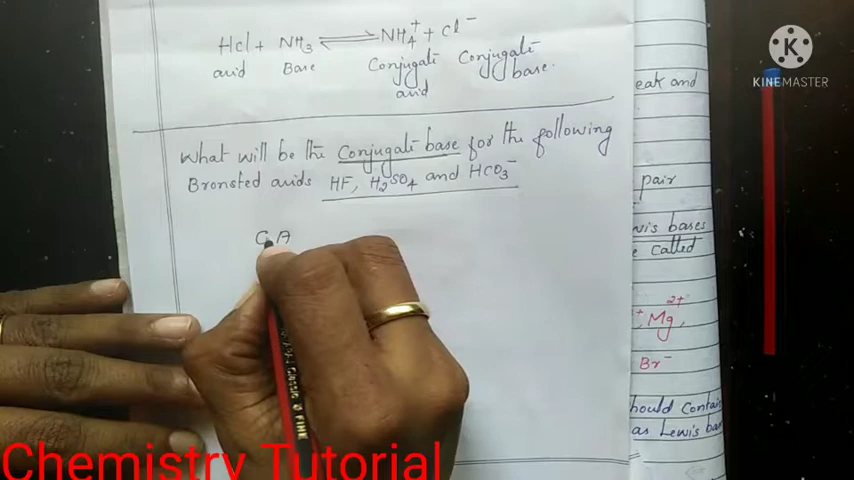 Hcl + NH3 ⇌ NH4+ + Cl-
acid Base Conjugate Conjugate
acid base.
What will be the Conjugate base for the following
Bronsted acids HF, H2SO4 and HCO3-
C.A
eak and
pair
wis bases
e called
+, Mg2+,
Br-
hould contain
as Lewis bas
KINEMASTER
Chemistry Tutorial